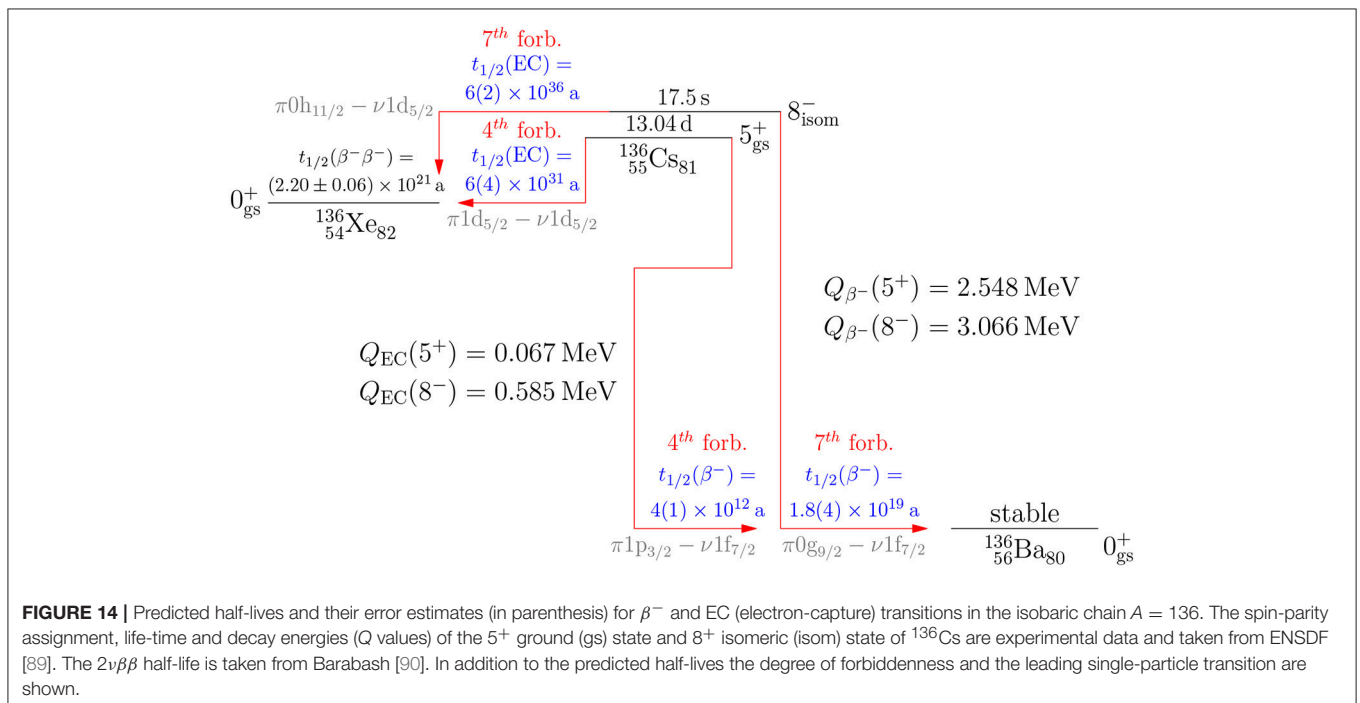 7th forb.
t1/2(EC) =
6(2) × 10^36 a
π0h11/2 − ν1d5/2
17.5 s
8−isom
13.04 d
5+gs
136 55Cs81
4th forb.
t1/2(EC) =
6(4) × 10^31 a
π1d5/2 − ν1d5/2
t1/2(β−β−) =
(2.20 ± 0.06) × 10^21 a
0+gs
136 54Xe82
Qβ−(5+) = 2.548 MeV
Qβ−(8−) = 3.066 MeV
QEC(5+) = 0.067 MeV
QEC(8−) = 0.585 MeV
4th forb.
t1/2(β−) =
4(1) × 10^12 a
π1p3/2 − ν1f7/2
7th forb.
t1/2(β−) =
1.8(4) × 10^19 a
π0g9/2 − ν1f7/2
stable
136 56Ba80
0+gs
FIGURE 14 | Predicted half-lives and their error estimates (in parenthesis) for β− and EC (electron-capture) transitions in the isobaric chain A = 136. The spin-parity
assignment, life-time and decay energies (Q values) of the 5+ ground (gs) state and 8+ isomeric (isom) state of 136Cs are experimental data and taken from ENSDF
[89]. The 2νββ half-life is taken from Barabash [90]. In addition to the predicted half-lives the degree of forbiddenness and the leading single-particle transition are
shown.